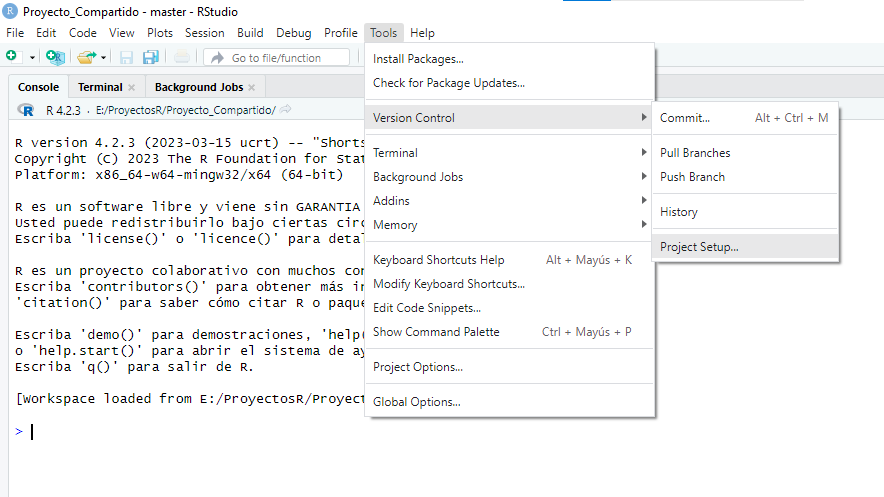 Proyecto_Compartido - master - RStudio
File Edit Code View Plots Session Build Debug Profile Tools Help
Go to file/function
Console Terminal Background Jobs
R 4.2.3 · E:/ProyectosR/Proyecto_Compartido/
R version 4.2.3 (2023-03-15 ucrt) -- "Shorts
Copyright (C) 2023 The R Foundation for Stat
Platform: x86_64-w64-mingw32/x64 (64-bit)
R es un software libre y viene sin GARANTIA
Usted puede redistribuirlo bajo ciertas circ
Escriba 'license()' o 'licence()' para detal
R es un proyecto colaborativo con muchos con
Escriba 'contributors()' para obtener más in
'citation()' para saber cómo citar R o paque
Escriba 'demo()' para demostraciones, 'help(
o 'help.start()' para abrir el sistema de ay
Escriba 'q()' para salir de R.
[Workspace loaded from E:/ProyectosR/Proyect
>
Install Packages...
Check for Package Updates...
Version Control
Terminal
Background Jobs
Addins
Memory
Keyboard Shortcuts Help Alt + Mayús + K
Modify Keyboard Shortcuts...
Edit Code Snippets...
Show Command Palette Ctrl + Mayús + P
Project Options...
Global Options...
Commit... Alt + Ctrl + M
Pull Branches
Push Branch
History
Project Setup...